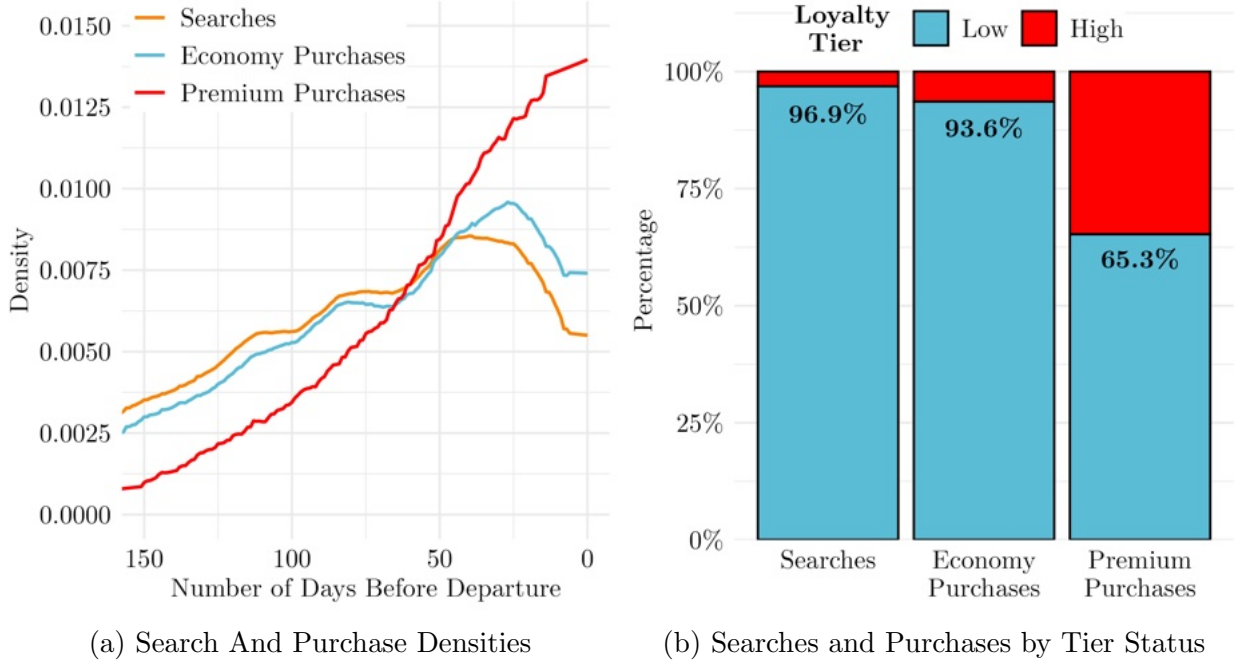 Searches
Economy Purchases
Premium Purchases
0.0150
0.0125
0.0100
0.0075
0.0050
0.0025
0.0000
Density
150
100
50
0
Number of Days Before Departure
(a) Search And Purchase Densities
Loyalty
Tier
Low
High
100%
75%
50%
25%
0%
Percentage
96.9%
93.6%
65.3%
Searches
Economy
Purchases
Premium
Purchases
(b) Searches and Purchases by Tier Status